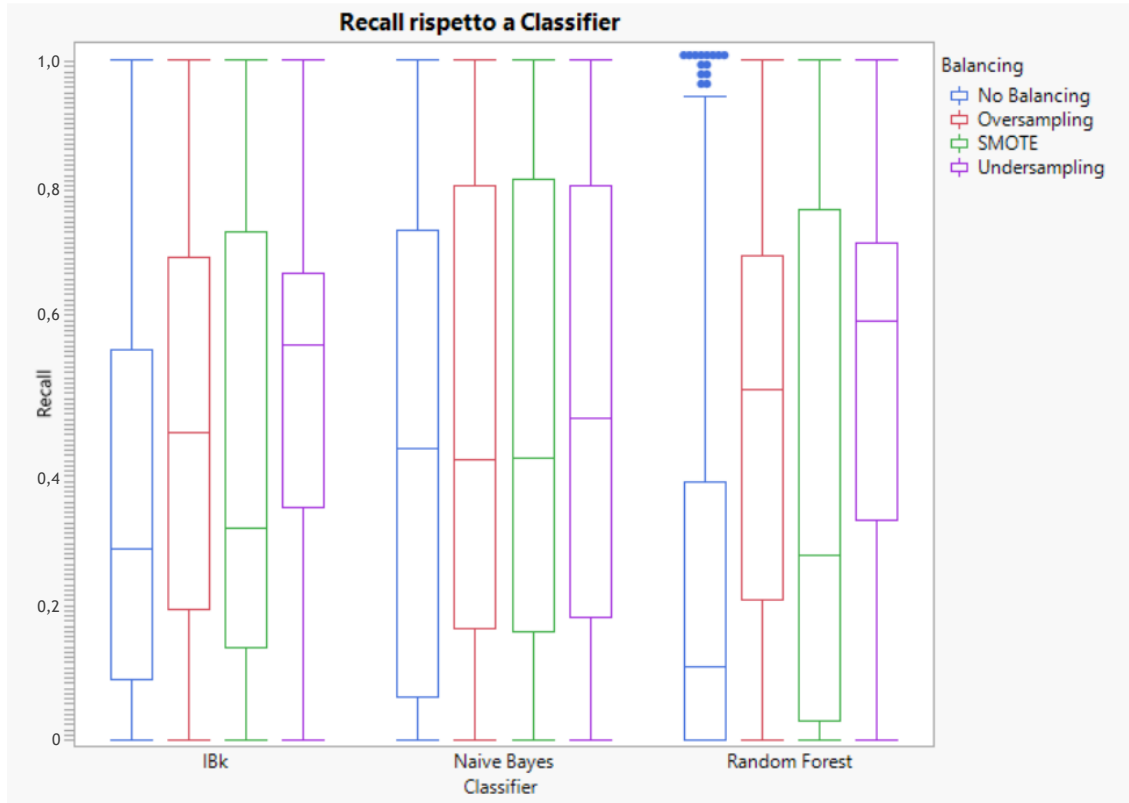 Recall rispetto a Classifier
1,0
0,8
0,6
0,4
0,2
0
Recall
IBk
Naive Bayes
Random Forest
Classifier
Balancing
No Balancing
Oversampling
SMOTE
Undersampling